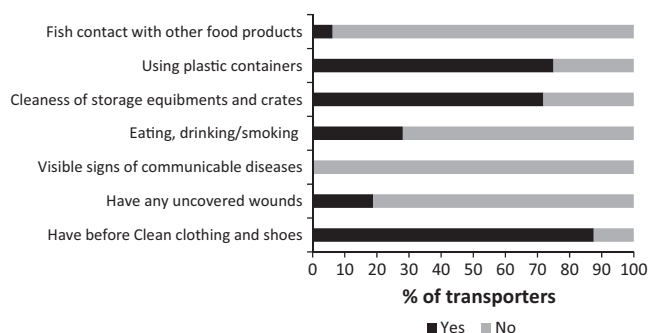 Fish contact with other food products
Using plastic containers
Cleaness of storage equibments and crates
Eating, drinking/smoking
Visible signs of communicable diseases
Have any uncovered wounds
Have before Clean clothing and shoes
0 10 20 30 40 50 60 70 80 90 100
% of transporters
Yes No